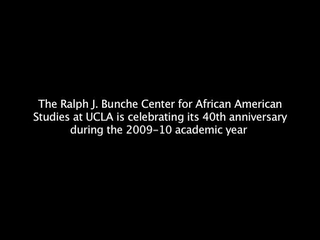 The Ralph J. Bunche Center for African American
Studies at UCLA is celebrating its 40th anniversary
during the 2009-10 academic year